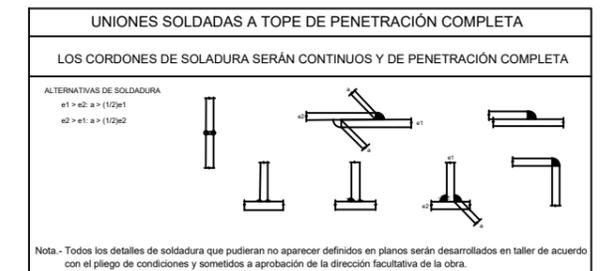 UNIONES SOLDADAS A TOPE DE PENETRACIÓN COMPLETA
LOS CORDONES DE SOLADURA SERÁN CONTINUOS Y DE PENETRACIÓN COMPLETA
ALTERNATIVAS DE SOLDADURA
e1 > e2: a > (1/2)e1
e2 > e1: a > (1/2)e2
a
e2
e1
a
e1
e2
a
Nota.- Todos los detalles de soldadura que pudieran no aparecer definidos en planos serán desarrollados en taller de acuerdo
con el pliego de condiciones y sometidos a aprobación de la dirección facultativa de la obra.